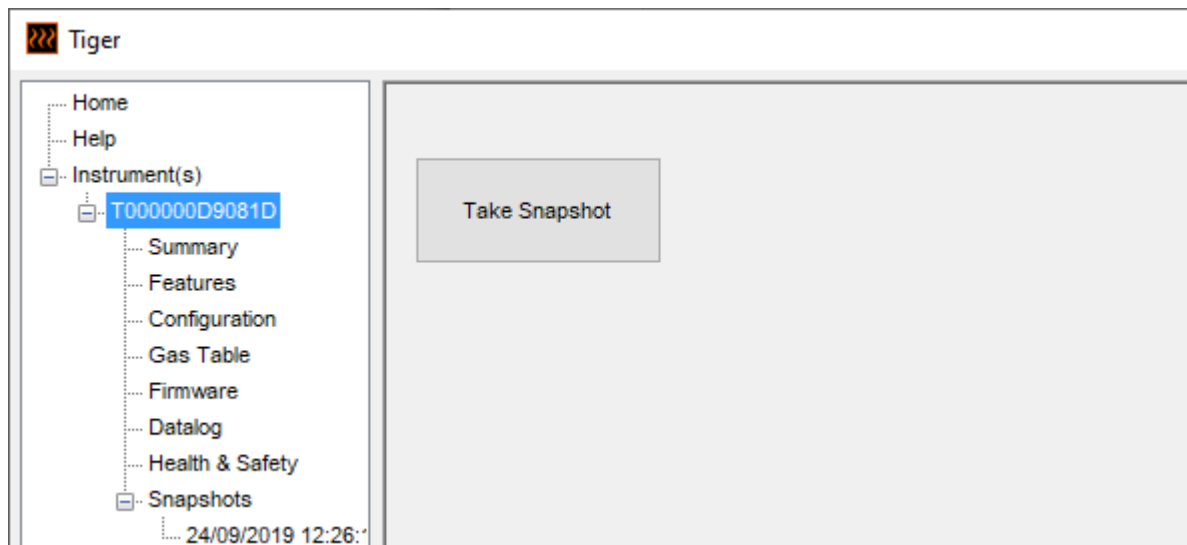 Tiger
Home
Help
Instrument(s)
T000000D9081D
Summary
Features
Configuration
Gas Table
Firmware
Datalog
Health & Safety
Snapshots
24/09/2019 12:26:
Take Snapshot